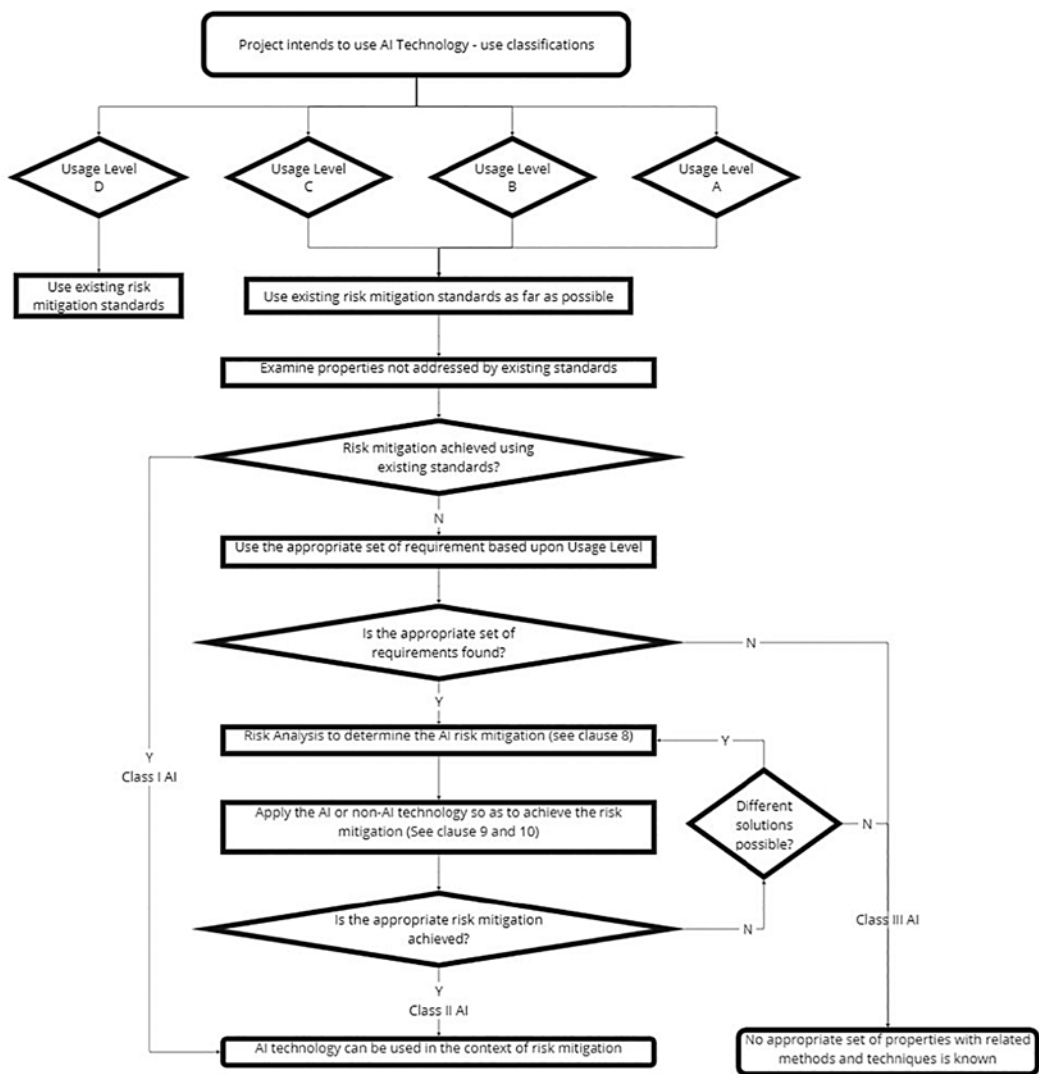 Project intends to use AI Technology - use classifications
Usage Level
D
Usage Level
C
Usage Level
B
Usage Level
A
Use existing risk
mitigation standards
Use existing risk mitigation standards as far as possible
Examine properties not addressed by existing standards
Risk mitigation achieved using
existing standards?
N
Use the appropriate set of requirement based upon Usage Level
Is the appropriate set of
requirements found?
N
Y
Risk Analysis to determine the AI risk mitigation (see clause 8)
Y
Y
Class I AI
Apply the AI or non-AI technology so as to achieve the risk
mitigation (See clause 9 and 10)
Different
solutions
possible?
N
Is the appropriate risk mitigation
achieved?
N
Class III AI
Y
Class II AI
AI technology can be used in the context of risk mitigation
No appropriate set of properties with related
methods and techniques is known